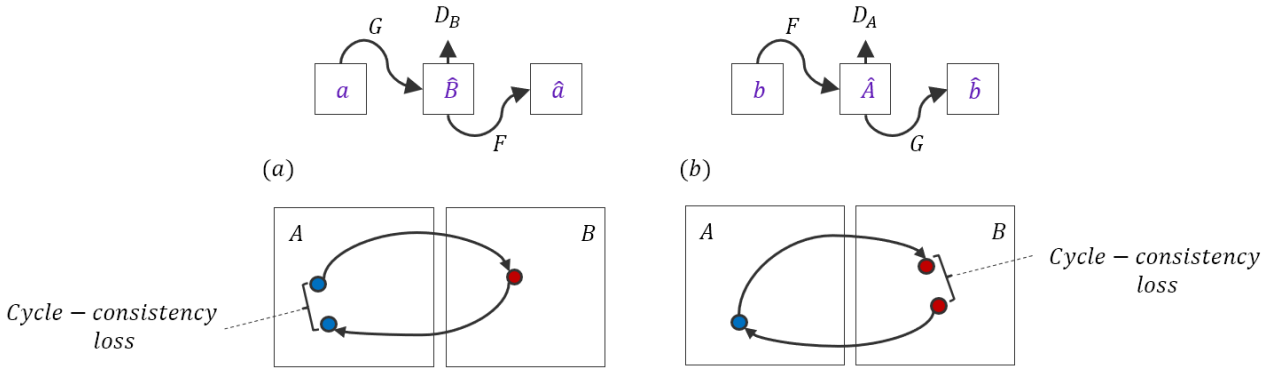 G
D_B
a
B̂
â
F
(a)
F
D_A
b
Â
b̂
G
(b)
A
B
Cycle − consistency
loss
A
B
Cycle − consistency
loss